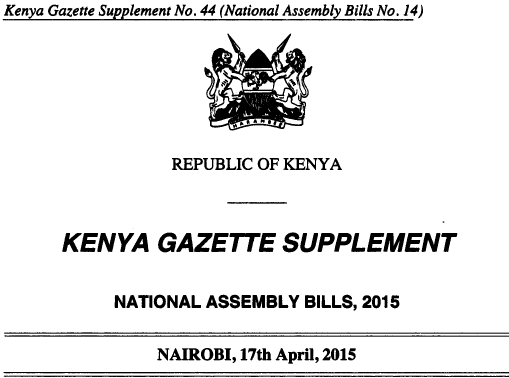 Kenya Gazette Supplement No. 44 (National Assembly Bills No. 14)
HARAMBEE
REPUBLIC OF KENYA
KENYA GAZETTE SUPPLEMENT
NATIONAL ASSEMBLY BILLS, 2015
NAIROBI, 17th April, 2015